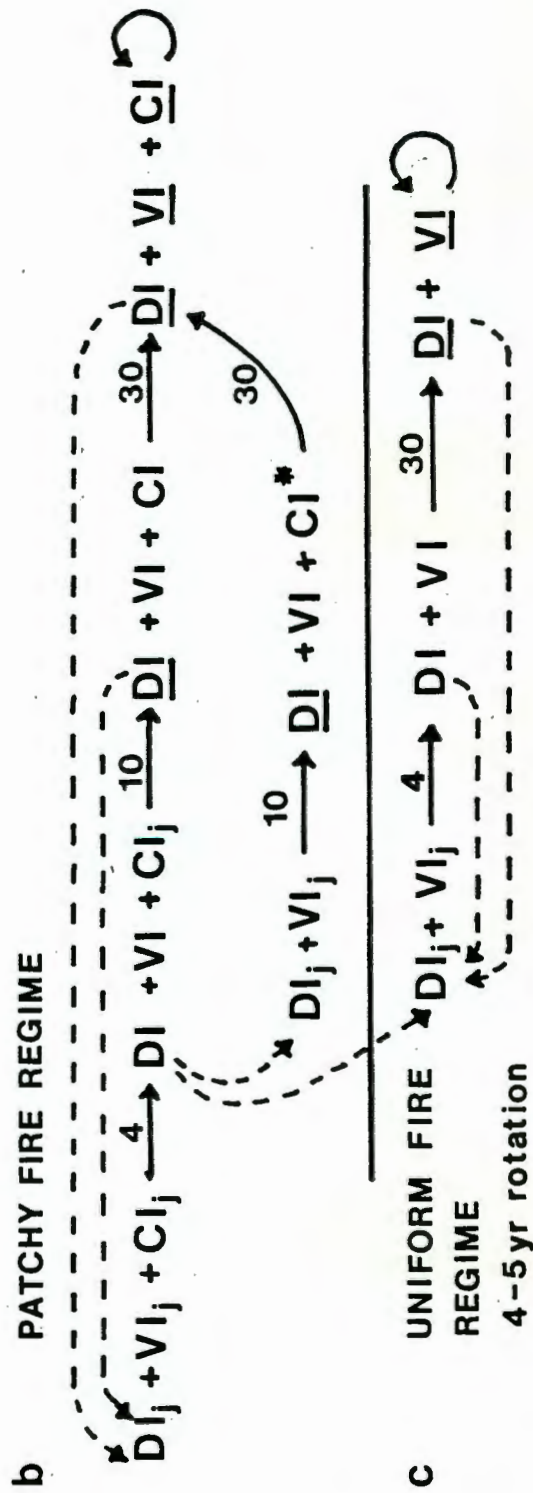 b PATCHY FIRE REGIME
DIj + VIj + CIj 4 DI + VI + CIj 10 DI + VI + CI 30 DI + VI + CI
30
DIj + VIj 10 DI + VI + CI*
c UNIFORM FIRE
REGIME
4-5yr rotation
DIj + VIj 4 DI + VI 30 DI + VI